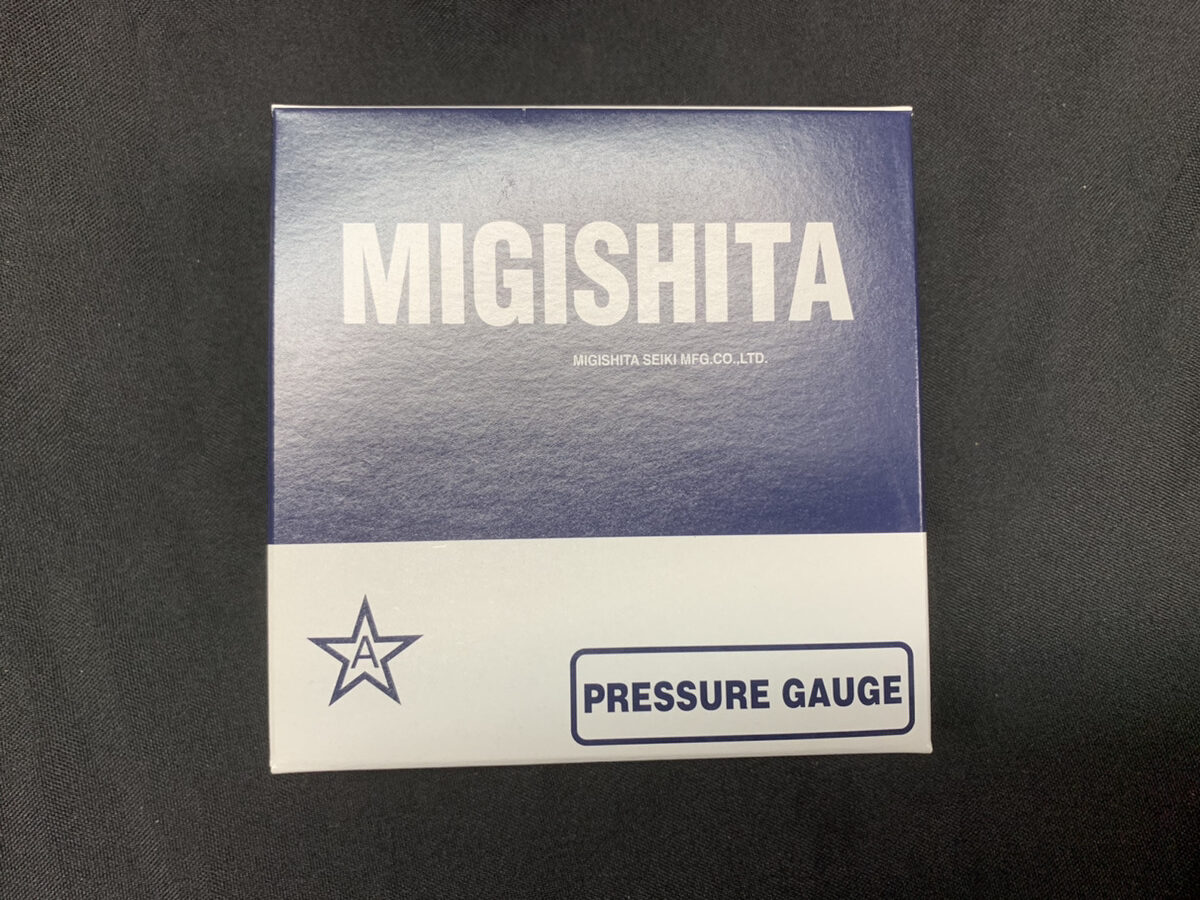 MIGISHITA
MIGISHITA SEIKI MFG.CO.,LTD.
A
PRESSURE GAUGE